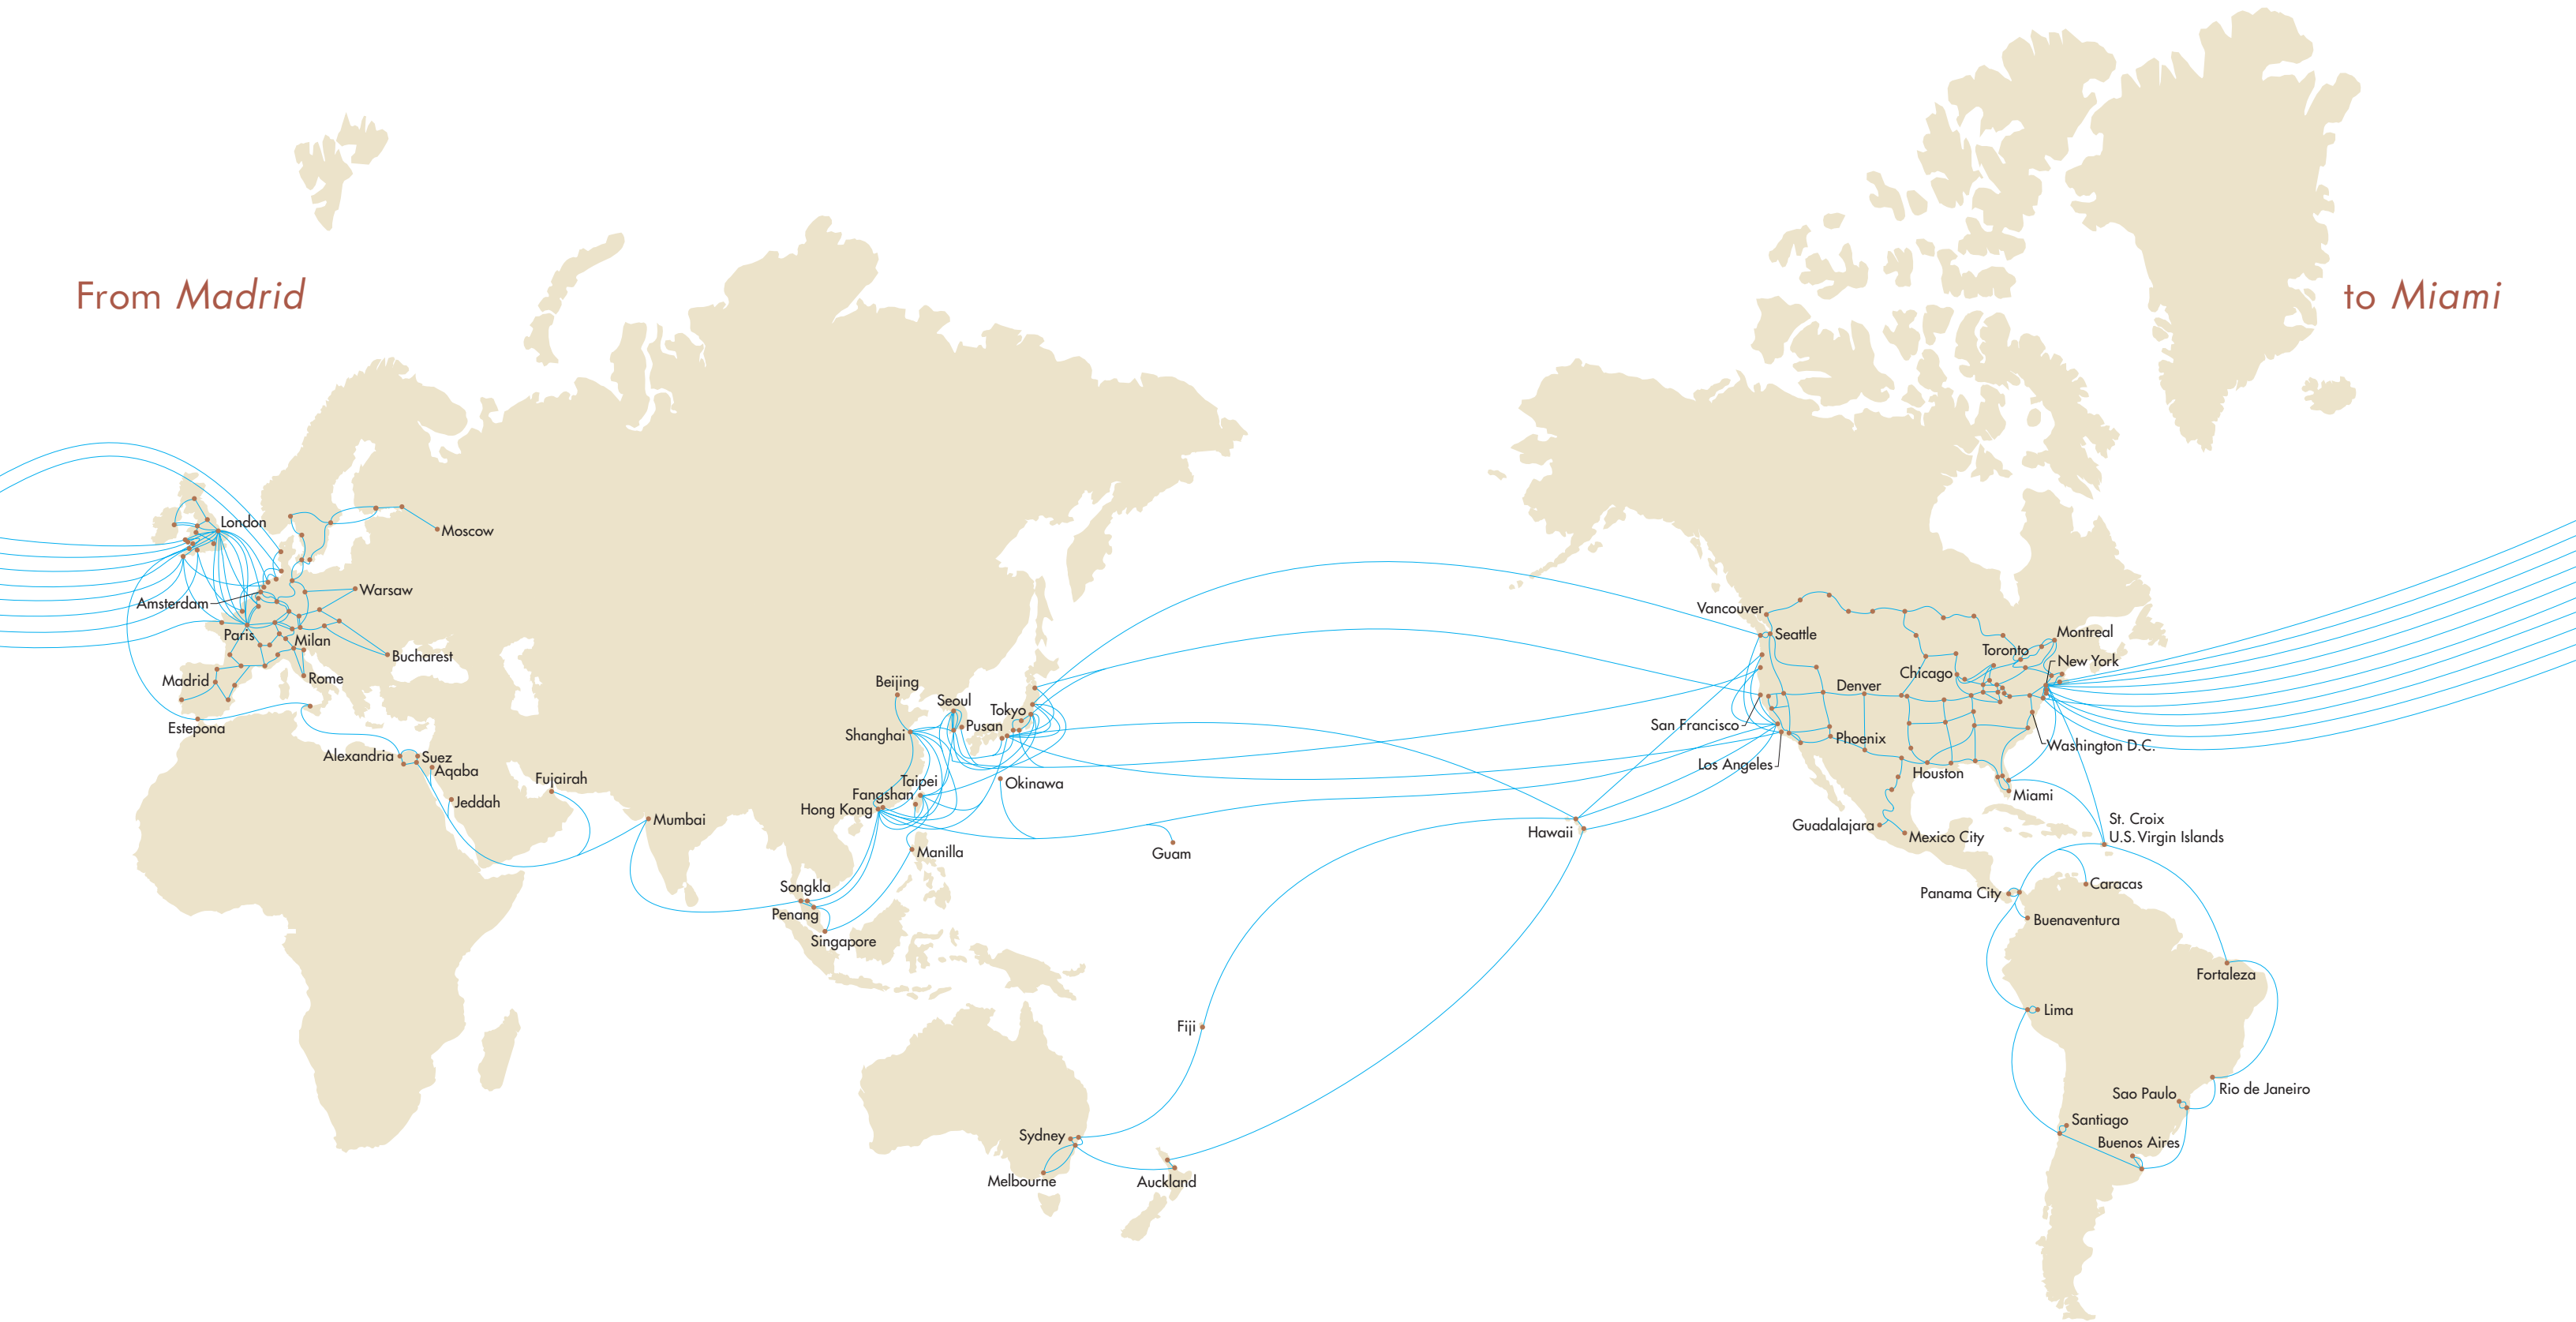 From Madrid
to Miami
London
Moscow
Amsterdam
Warsaw
Paris
Milan
Bucharest
Madrid
Rome
Estepona
Alexandria
Suez
Aqaba
Jeddah
Fujairah
Mumbai
Beijing
Seoul
Tokyo
Pusan
Shanghai
Taipei
Fangshan
Hong Kong
Okinawa
Manilla
Guam
Songkla
Penang
Singapore
Fiji
Sydney
Melbourne
Auckland
Hawaii
Vancouver
Seattle
Montreal
Toronto
New York
Chicago
Denver
San Francisco
Phoenix
Washington D.C.
Los Angeles
Houston
Miami
Guadalajara
Mexico City
St. Croix
U.S. Virgin Islands
Caracas
Panama City
Buenaventura
Fortaleza
Lima
Rio de Janeiro
Sao Paulo
Santiago
Buenos Aires